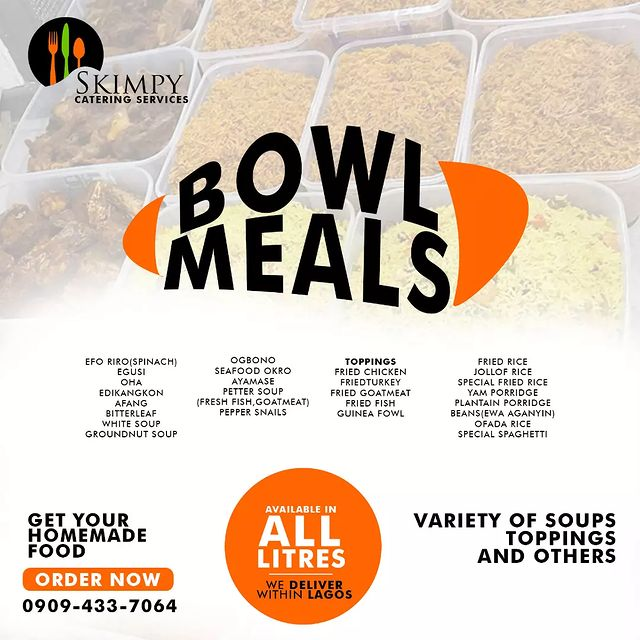 SKIMPY
CATERING SERVICES
BOWL
MEALS
EFO RIRO(SPINACH)
EGUSI
OHA
EDIKANGKON
AFANG
BITTERLEAF
WHITE SOUP
GROUNDNUT SOUP
OGBONO
SEAFOOD OKRO
AYAMASE
PETTER SOUP
(FRESH FISH,GOATMEAT)
PEPPER SNAILS
TOPPINGS
FRIED CHICKEN
FRIEDTURKEY
FRIED GOATMEAT
FRIED FISH
GUINEA FOWL
FRIED RICE
JOLLOF RICE
SPECIAL FRIED RICE
YAM PORRIDGE
PLANTAIN PORRIDGE
BEANS(EWA AGANYIN)
OFADA RICE
SPECIAL SPAGHETTI
GET YOUR
HOMEMADE
FOOD
ORDER NOW
0909-433-7064
AVAILABLE IN
ALL
LITRES
WE DELIVER
WITHIN LAGOS
VARIETY OF SOUPS
TOPPINGS
AND OTHERS